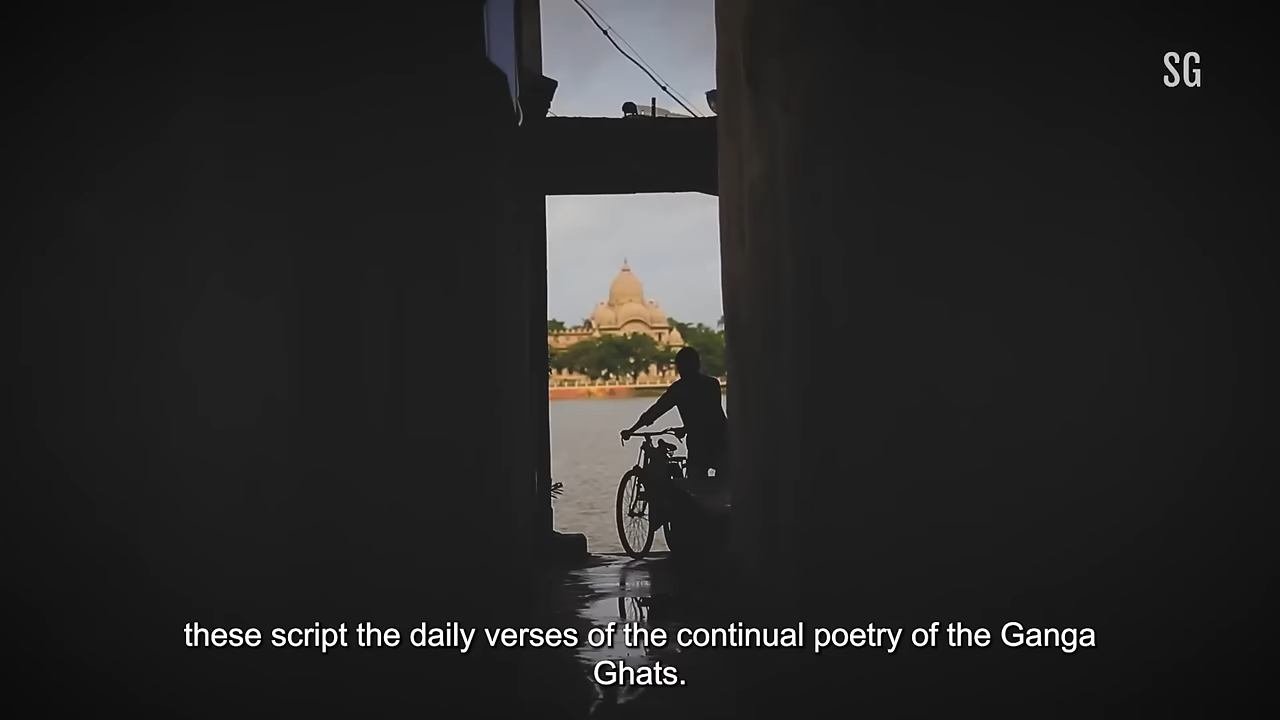 SG
these script the daily verses of the continual poetry of the Ganga
Ghats.